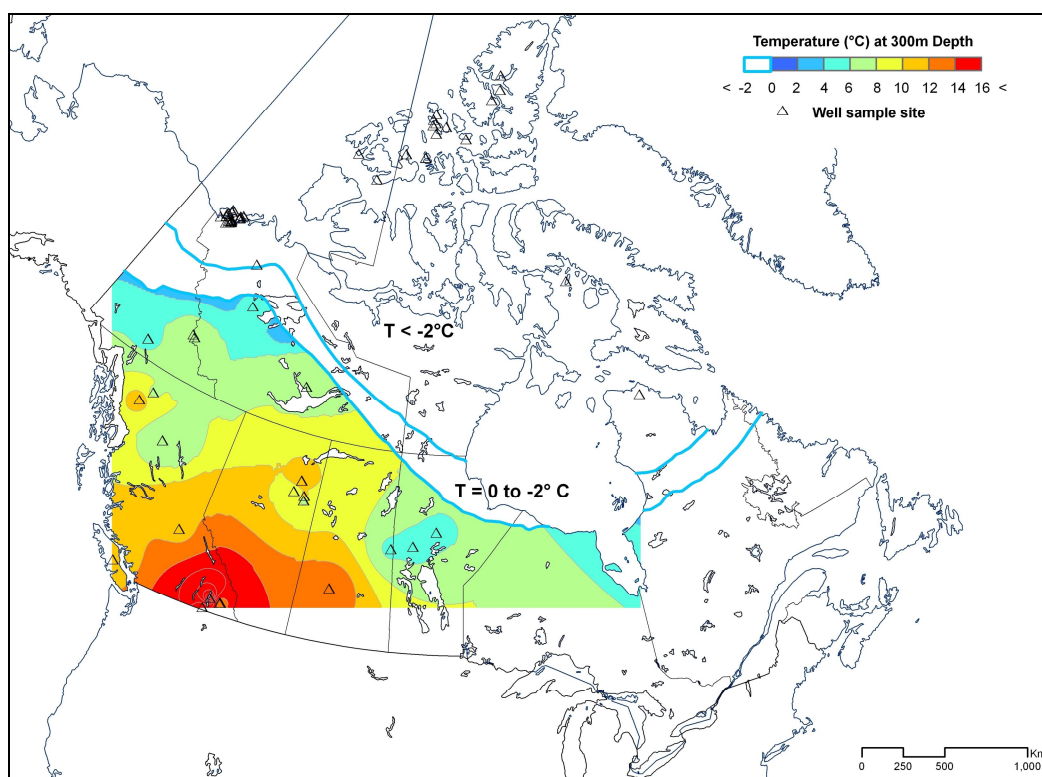 Temperature (°C) at 300m Depth
< -2 0 2 4 6 8 10 12 14 16 <
Well sample site
T < -2°C
T = 0 to -2° C
Km
0 250 500 1,000